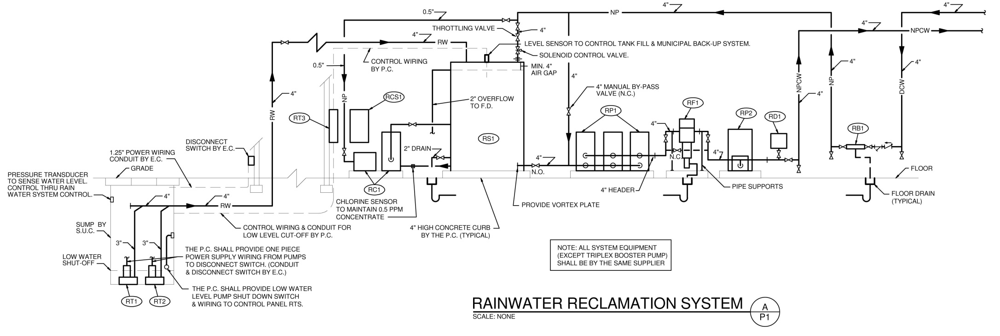 0.5"
4"
NP
4"
4"
THROTTLING VALVE
4"
4"
NPCW
4"
RW
LEVEL SENSOR TO CONTROL TANK FILL & MUNICIPAL BACK-UP SYSTEM.
SOLENOID CONTROL VALVE.
CONTROL WIRING
BY P.C.
0.5"
MIN. 4"
AIR GAP
4"
4"
4"
NP
RCS1
4" MANUAL BY-PASS
VALVE (N.C.)
NPCW
4"
NP
DCW
4"
RW
2" OVERFLOW
TO F.D.
RT3
RP1
RF1
RP2
RD1
RB1
4"
RS1
DISCONNECT
SWITCH BY E.C.
1.25" POWER WIRING
CONDUIT BY E.C.
GRADE
2" DRAIN
4"
N.O.
N.C.
4"
FLOOR
PRESSURE TRANSDUCER
TO SENSE WATER LEVEL.
CONTROL THRU RAIN
WATER SYSTEM CONTROL.
RC1
4" HEADER
PIPE SUPPORTS
FLOOR DRAIN
(TYPICAL)
4"
4"
RW
CHLORINE SENSOR
TO MAINTAIN 0.5 PPM
CONCENTRATE
PROVIDE VORTEX PLATE
SUMP BY
S.U.C.
CONTROL WIRING & CONDUIT FOR
LOW LEVEL CUT-OFF BY P.C.
4" HIGH CONCRETE CURB
BY THE P.C. (TYPICAL)
3"
3"
LOW WATER
SHUT-OFF
THE P.C. SHALL PROVIDE ONE PIECE
POWER SUPPLY WIRING FROM PUMPS
TO DISCONNECT SWITCH. (CONDUIT
& DISCONNECT SWITCH BY E.C.)
NOTE: ALL SYSTEM EQUIPMENT
(EXCEPT TRIPLEX BOOSTER PUMP)
SHALL BE BY THE SAME SUPPLIER
THE P.C. SHALL PROVIDE LOW WATER
LEVEL PUMP SHUT DOWN SWITCH
& WIRING TO CONTROL PANEL RTS.
RT1
RT2
RAINWATER RECLAMATION SYSTEM
A
P1
SCALE: NONE